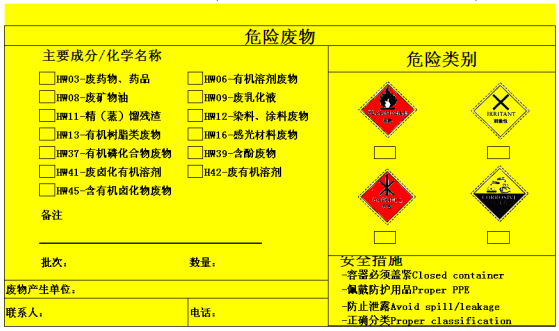 危险废物
主要成分/化学名称
HW03-废药物、药品
HW06-有机溶剂废物
HW08-废矿物油
HW09-废乳化液
HW11-精（蒸）馏残渣
HW12-染料、涂料废物
HW13-有机树脂类废物
HW16-感光材料废物
HW37-有机磷化合物废物
HW39-含酚废物
HW41-废卤化有机溶剂
H42-废有机溶剂
HW45-含有机卤化物废物
备注
批次：
数量：
废物产生单位：
联系人：
电话：
危险类别
IRRITANT
CORROSIVE
安全措施
-容器必须盖紧Closed container
-佩戴防护用品Proper PPE
-防止泄露Avoid spill/leakage
-正确分类Proper classification